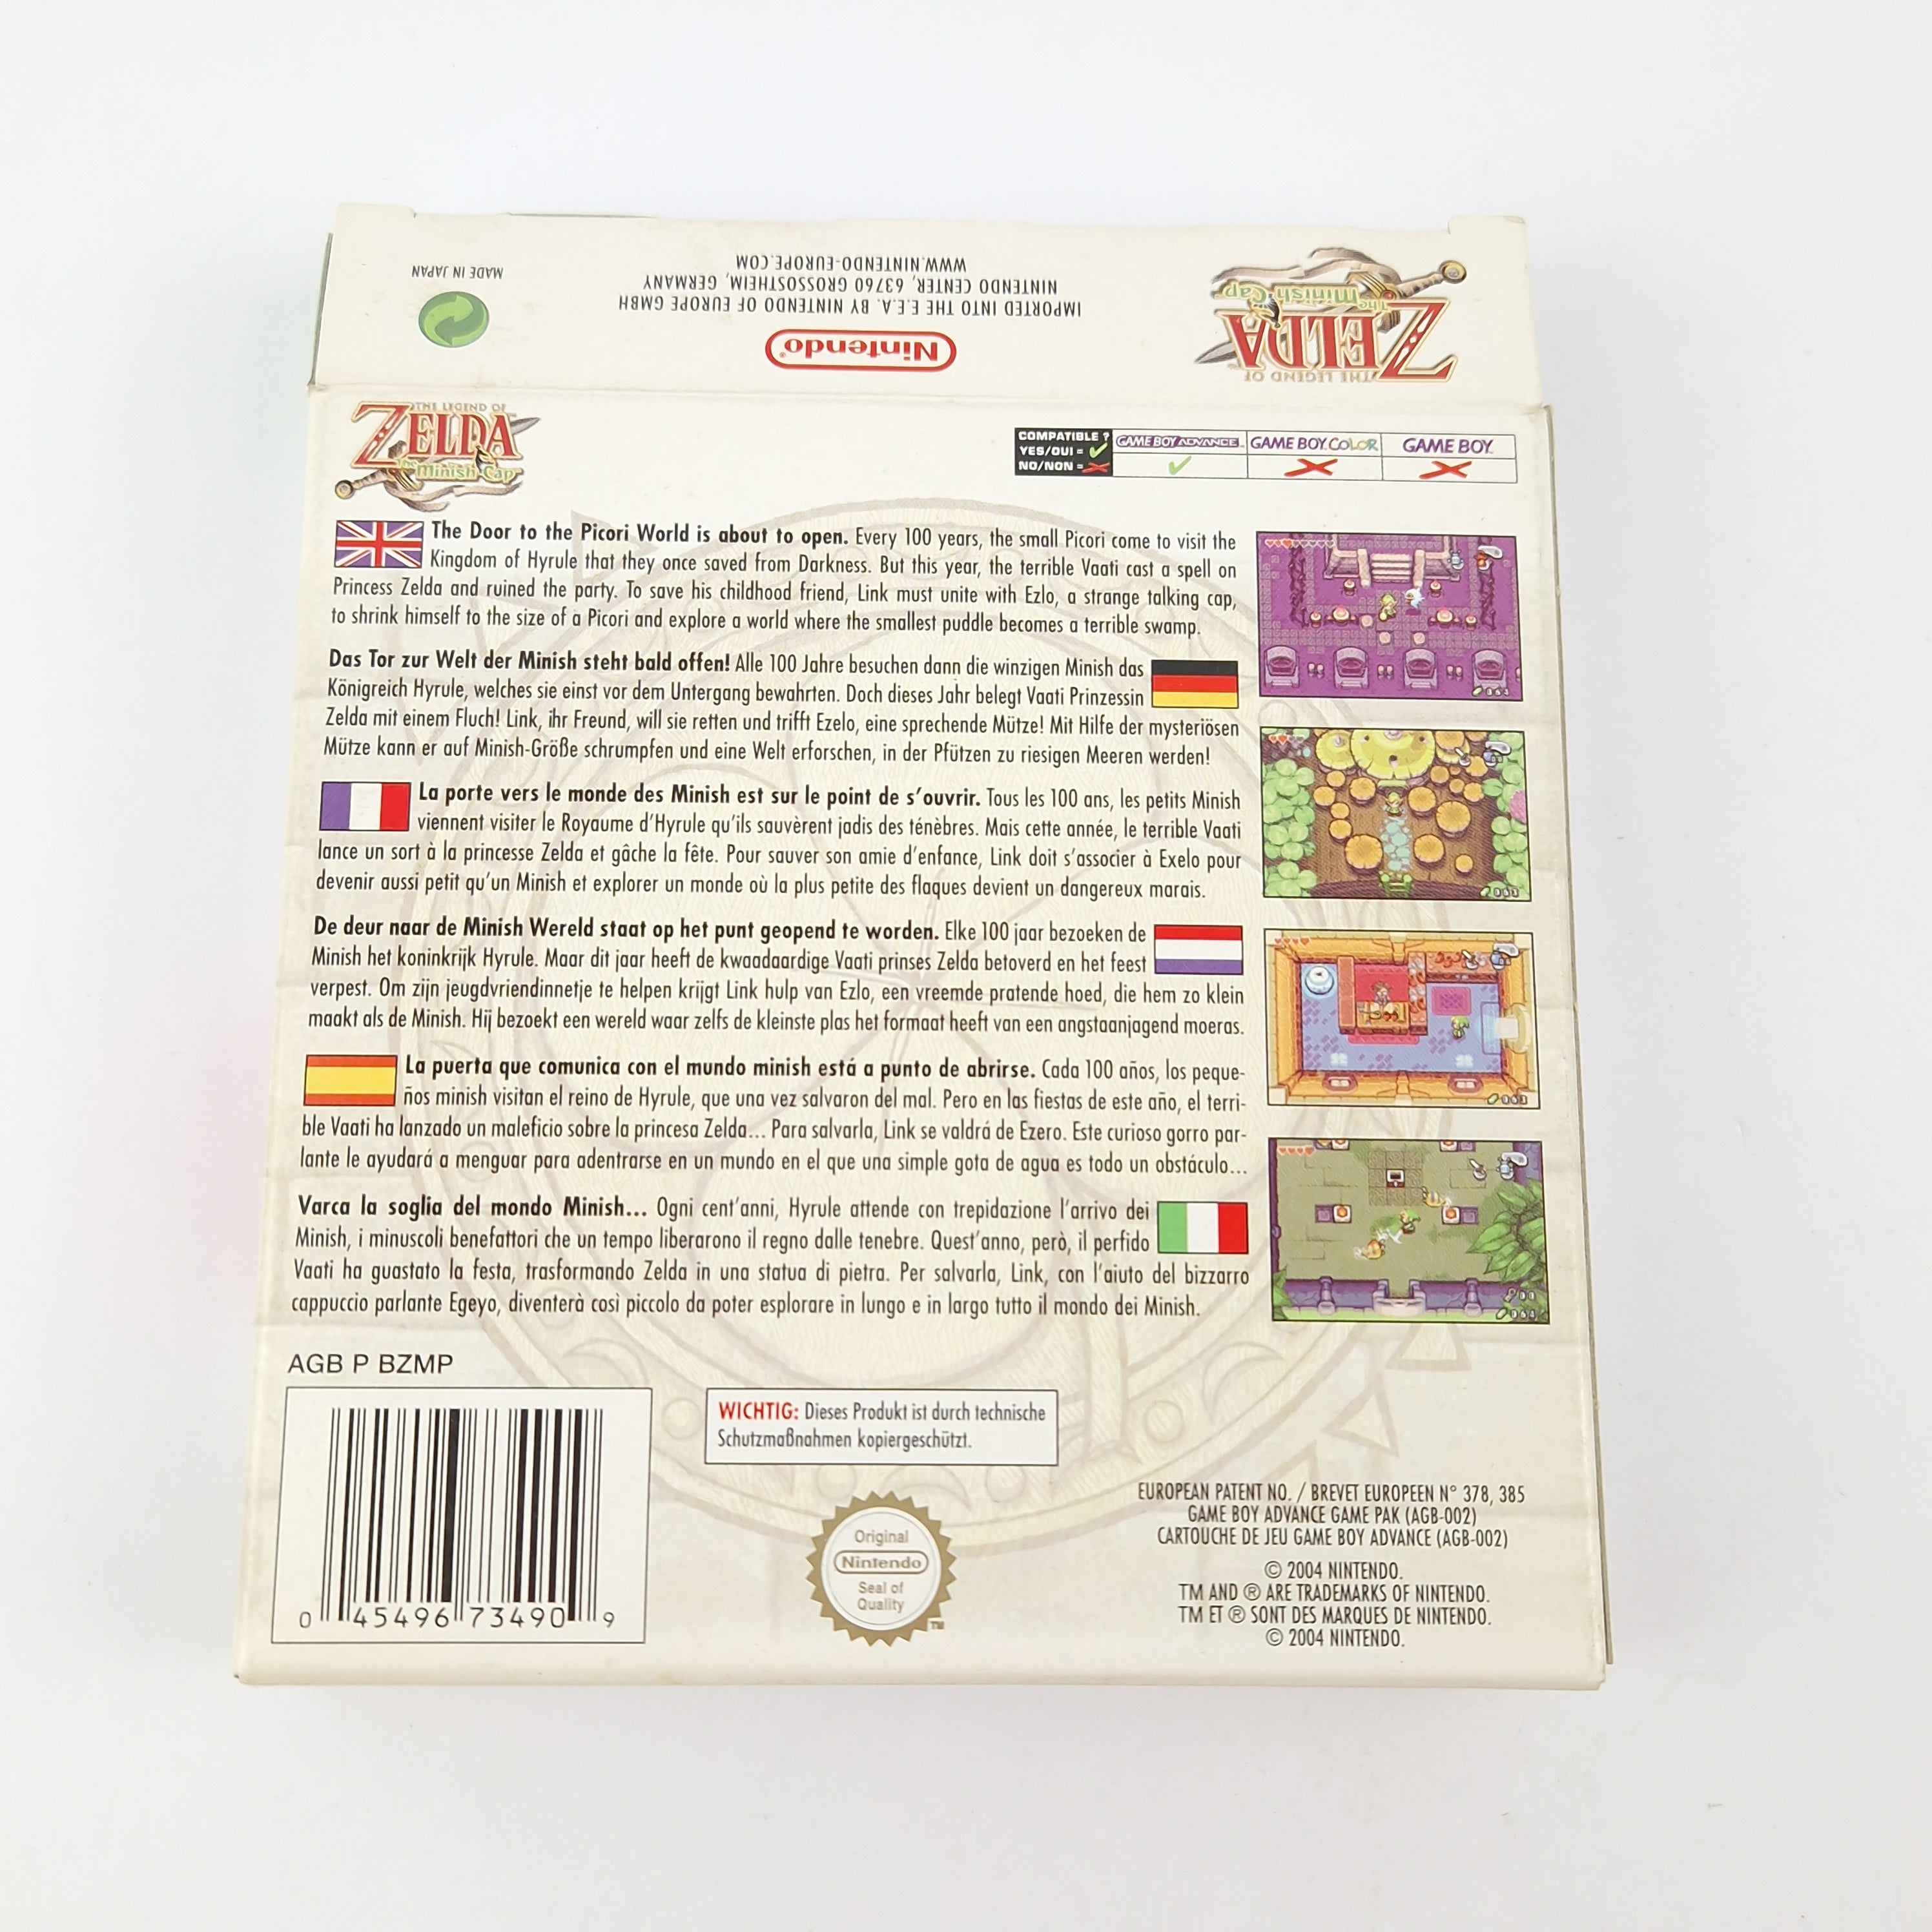 MADE IN JAPAN
IMPORTED INTO THE E.E.A. BY NINTENDO OF EUROPE GMBH
NINTENDO CENTER, 63760 GROSSOSTHEIM, GERMANY
WWW.NINTENDO-EUROPE.COM
Nintendo®
THE LEGEND OF
ZELDA
The Minish Cap
THE LEGEND OF
ZELDA
The Minish Cap
COMPATIBLE ? GAME BOY ADVANCE GAME BOY COLOR GAME BOY
YES/OUI =
NO/NON =
The Door to the Picori World is about to open. Every 100 years, the small Picori come to visit the
Kingdom of Hyrule that they once saved from Darkness. But this year, the terrible Vaati cast a spell on
Princess Zelda and ruined the party. To save his childhood friend, Link must unite with Ezlo, a strange talking cap,
to shrink himself to the size of a Picori and explore a world where the smallest puddle becomes a terrible swamp.
Das Tor zur Welt der Minish steht bald offen! Alle 100 Jahre besuchen dann die winzigen Minish das
Königreich Hyrule, welches sie einst vor dem Untergang bewahrten. Doch dieses Jahr belegt Vaati Prinzessin
Zelda mit einem Fluch! Link, ihr Freund, will sie retten und trifft Ezelo, eine sprechende Mütze! Mit Hilfe der mysteriösen
Mütze kann er auf Minish-Größe schrumpfen und eine Welt erforschen, in der Pfützen zu riesigen Meeren werden!
La porte vers le monde des Minish est sur le point de s'ouvrir. Tous les 100 ans, les petits Minish
viennent visiter le Royaume d'Hyrule qu'ils sauvèrent jadis des ténèbres. Mais cette année, le terrible Vaati
lance un sort à la princesse Zelda et gâche la fête. Pour sauver son amie d'enfance, Link doit s'associer à Exelo pour
devenir aussi petit qu'un Minish et explorer un monde où la plus petite des flaques devient un dangereux marais.
De deur naar de Minish Wereld staat op het punt geopend te worden. Elke 100 jaar bezoeken de
Minish het koninkrijk Hyrule. Maar dit jaar heeft de kwaadaardige Vaati prinses Zelda betoverd en het feest
verpest. Om zijn jeugdvriendinnetje te helpen krijgt Link hulp van Ezlo, een vreemde pratende hoed, die hem zo klein
maakt als de Minish. Hij bezoekt een wereld waar zelfs de kleinste plas het formaat heeft van een angstaanjagend moeras.
La puerta que comunica con el mundo minish está a punto de abrirse. Cada 100 años, los peque-
ños minish visitan el reino de Hyrule, que una vez salvaron del mal. Pero en las fiestas de este año, el terri-
ble Vaati ha lanzado un maleficio sobre la princesa Zelda... Para salvarla, Link se valdrá de Ezero. Este curioso gorro par-
lante le ayudará a menguar para adentrarse en un mundo en el que una simple gota de agua es todo un obstáculo...
Varca la soglia del mondo Minish... Ogni cent'anni, Hyrule attende con trepidazione l'arrivo dei
Minish, i minuscoli benefattori che un tempo liberarono il regno dalle tenebre. Quest'anno, però, il perfido
Vaati ha guastato la festa, trasformando Zelda in una statua di pietra. Per salvarla, Link, con l'aiuto del bizzarro
cappuccio parlante Egeyo, diventerà così piccolo da poter esplorare in lungo e in largo tutto il mondo dei Minish.
AGB P BZMP
0 45496 73490 9
WICHTIG: Dieses Produkt ist durch technische
Schutzmaßnahmen kopiergeschützt.
Original
Nintendo
Seal of
Quality
TM
EUROPEAN PATENT NO. / BREVET EUROPEEN N° 378, 385
GAME BOY ADVANCE GAME PAK (AGB-002)
CARTOUCHE DE JEU GAME BOY ADVANCE (AGB-002)
© 2004 NINTENDO.
TM AND ® ARE TRADEMARKS OF NINTENDO.
TM ET ® SONT DES MARQUES DE NINTENDO.
© 2004 NINTENDO.